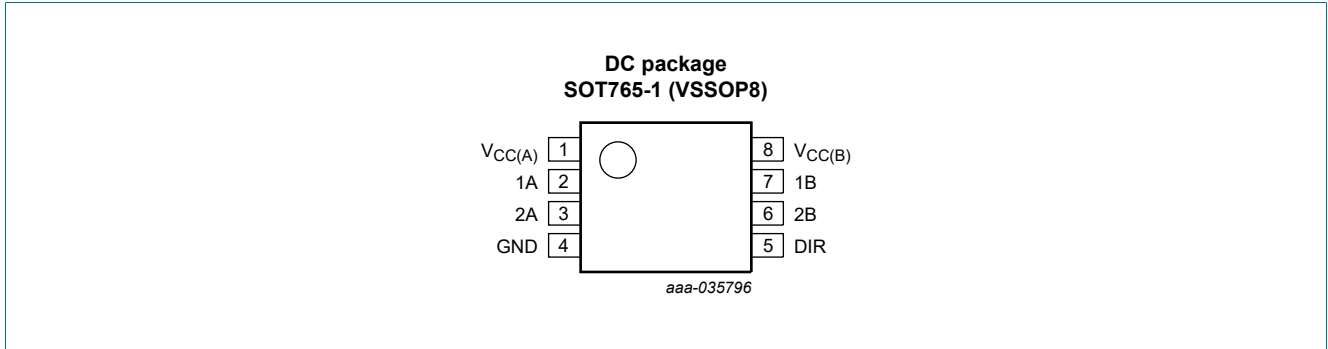 DC package
SOT765-1 (VSSOP8)
VCC(A) 1 8 VCC(B)
1A 2 7 1B
2A 3 6 2B
GND 4 5 DIR
aaa-035796